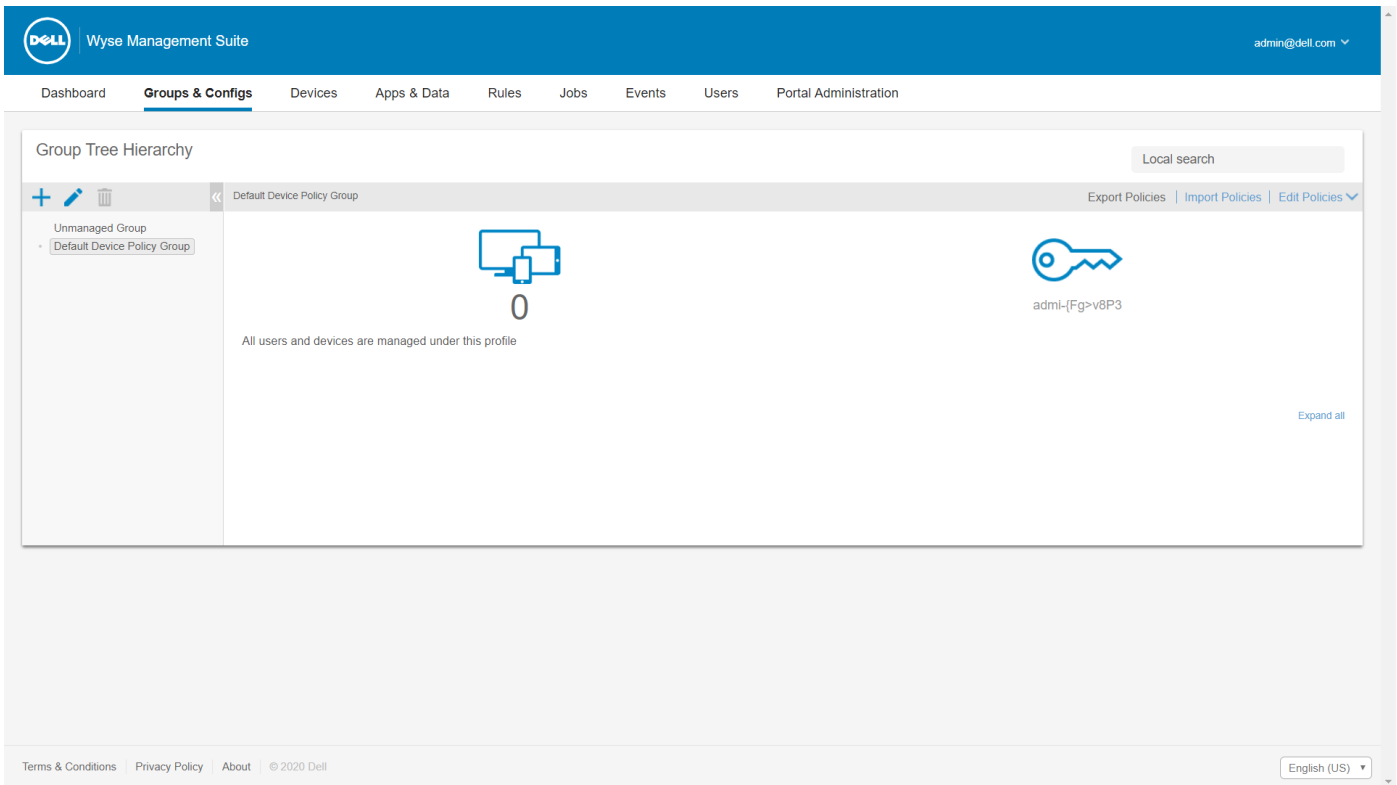 DELL
Wyse Management Suite
admin@dell.com
Dashboard Groups & Configs Devices Apps & Data Rules Jobs Events Users Portal Administration
Group Tree Hierarchy
Local search
Default Device Policy Group
Export Policies | Import Policies | Edit Policies
Unmanaged Group
Default Device Policy Group
0
admi-{Fg>v8P3
All users and devices are managed under this profile
Expand all
Terms & Conditions | Privacy Policy | About | © 2020 Dell
English (US)